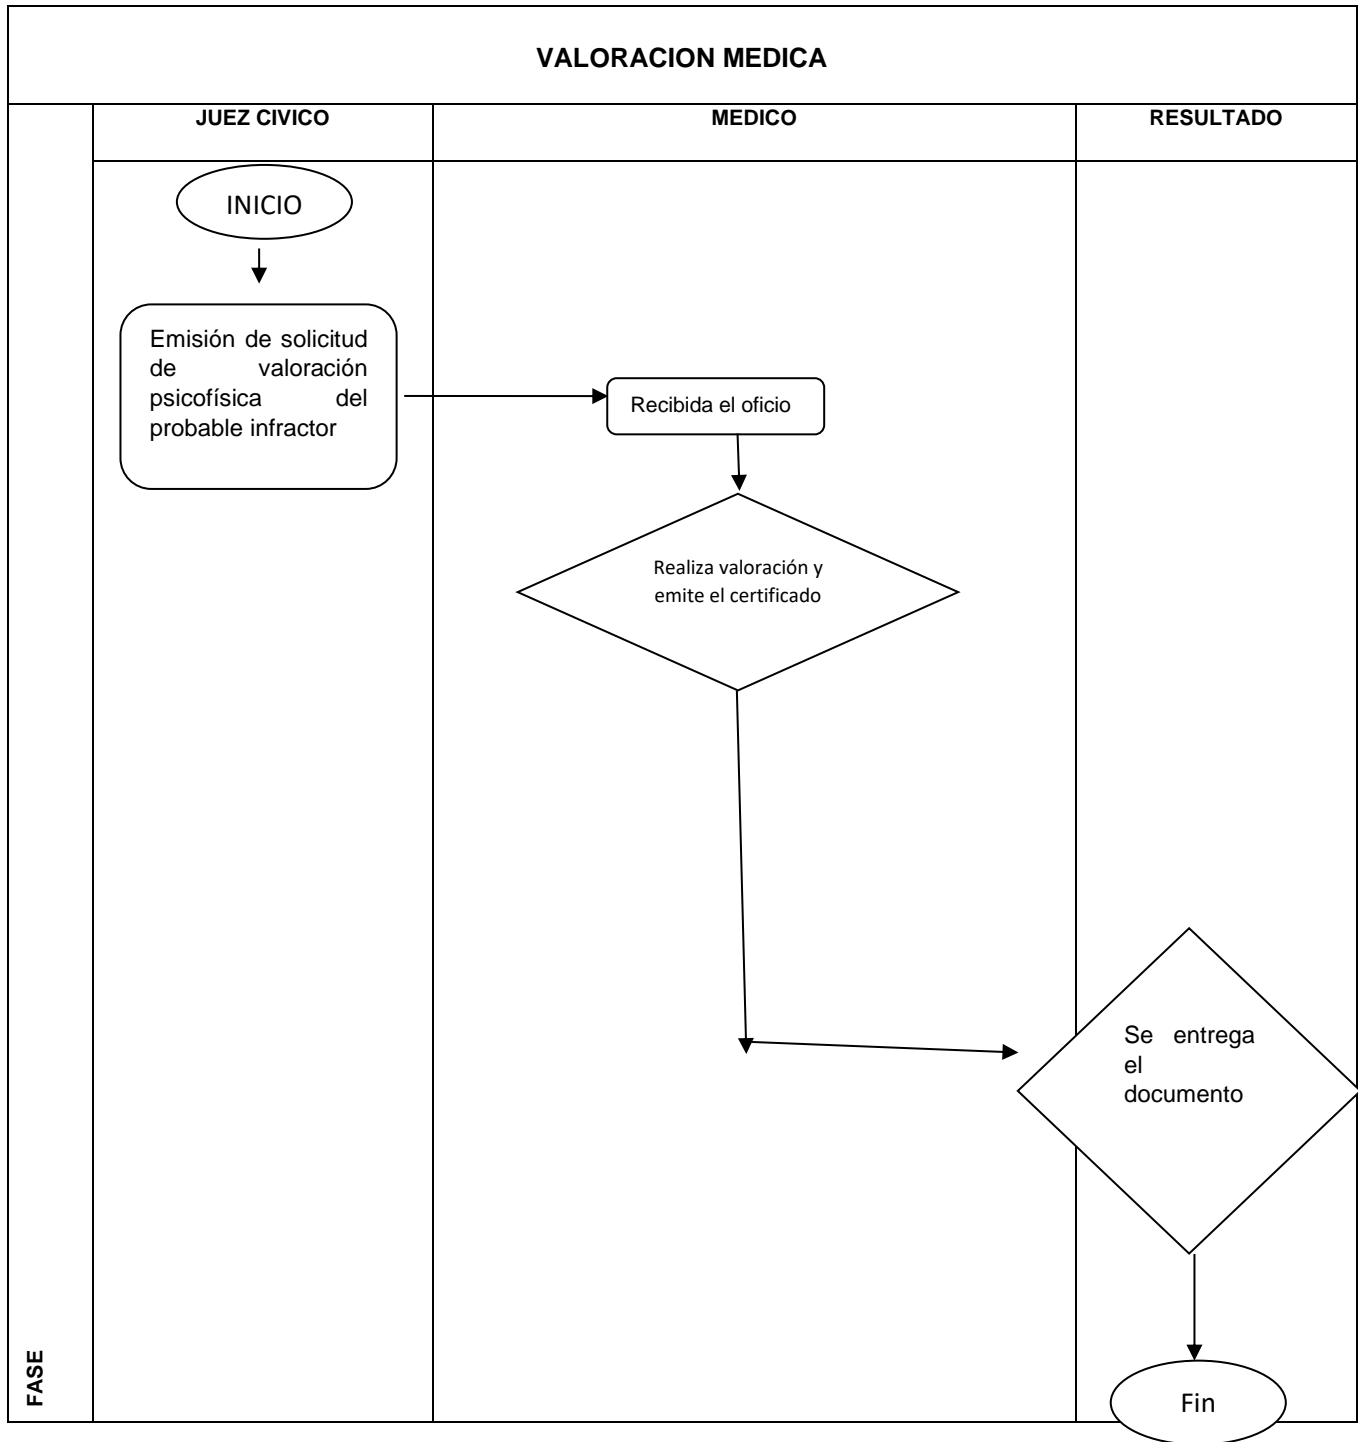 VALORACION MEDICA
JUEZ CIVICO
MEDICO
RESULTADO
INICIO
Emisión de solicitud
de valoración
psicofísica del
probable infractor
Recibida el oficio
Realiza valoración y
emite el certificado
Se entrega
el
documento
Fin
FASE